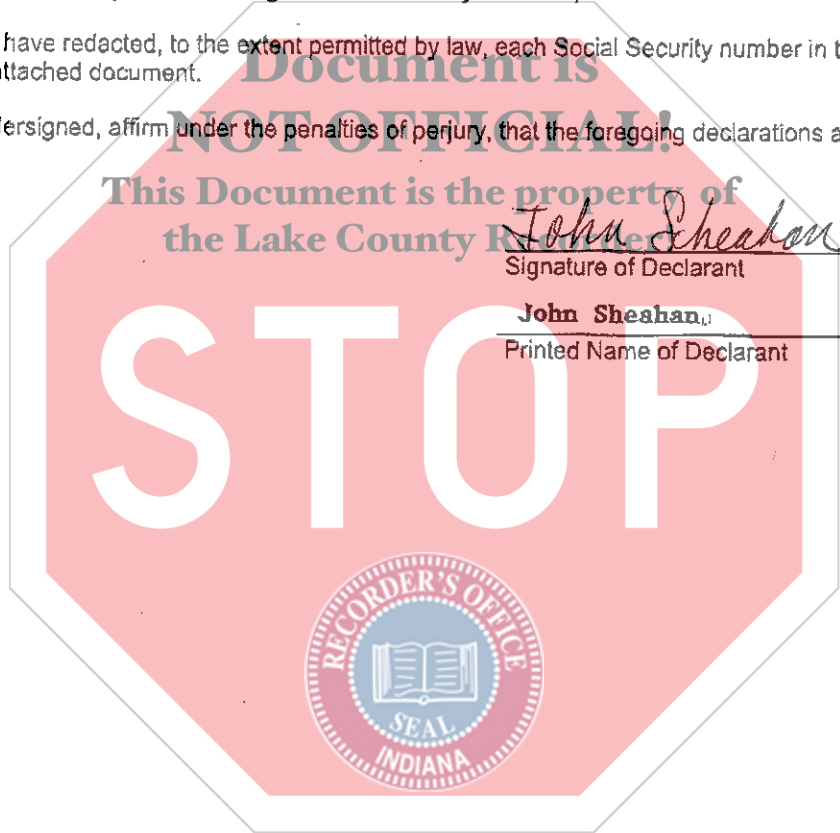 have redacted, to the extent permitted by law, each Social Security number in t
ttached document.
Document is
ersigned, affirm under the penalties of perjury, that the foregoing declarations a
NOT OFFICIAL!
This Document is the property of
the Lake County Recorder!
John Sheahan
Signature of Declarant
John Sheahan
Printed Name of Declarant
STOP
RECORDER'S OFFICE
SEAL
INDIANA